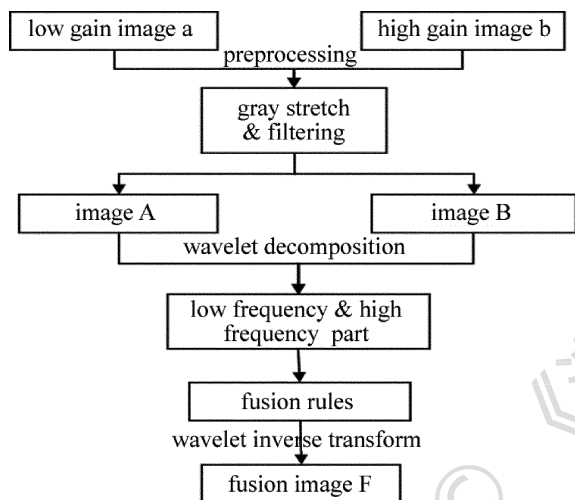 low gain image a
high gain image b
preprocessing
gray stretch
& filtering
image A
image B
wavelet decomposition
low frequency & high
frequency part
fusion rules
wavelet inverse transform
fusion image F